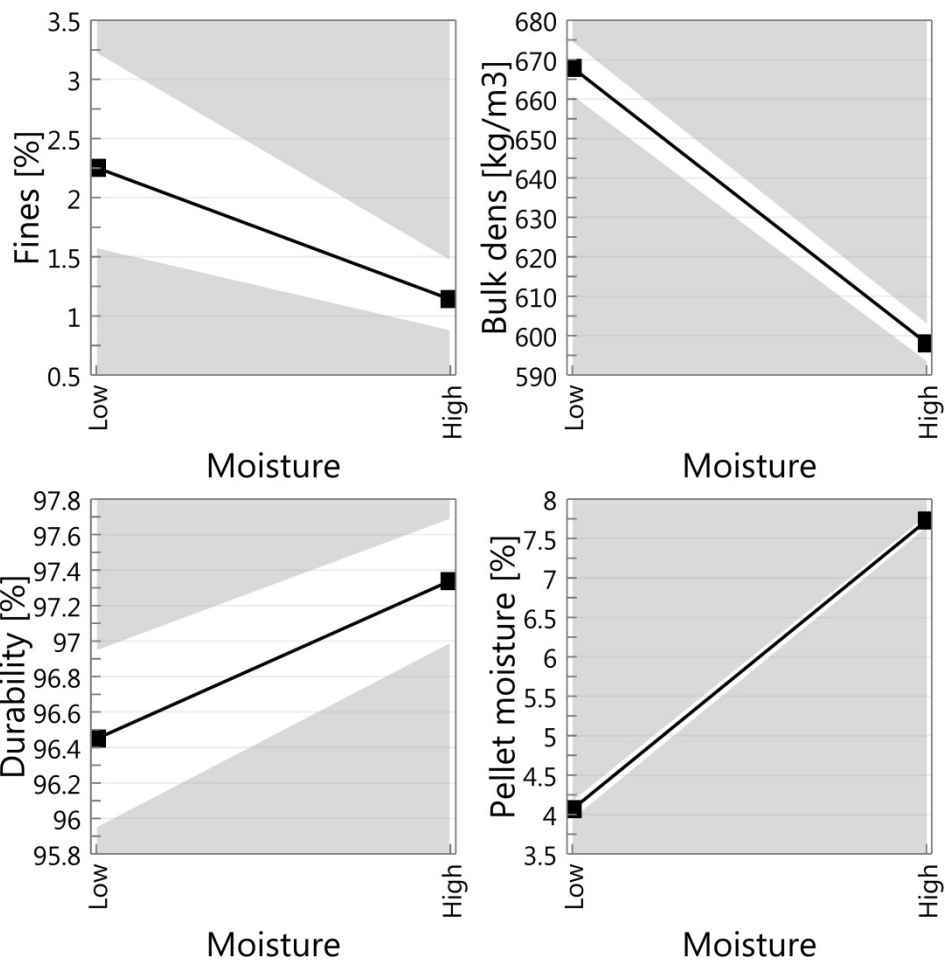 Fines [%]
3.5
3
2.5
2
1.5
1
0.5
Low
High
Moisture
Bulk dens [kg/m3]
680
670
660
650
640
630
620
610
600
590
Low
High
Moisture
Durability [%]
97.8
97.6
97.4
97.2
97
96.8
96.6
96.4
96.2
96
95.8
Low
High
Moisture
Pellet moisture [%]
8
7.5
7
6.5
6
5.5
5
4.5
4
3.5
Low
High
Moisture